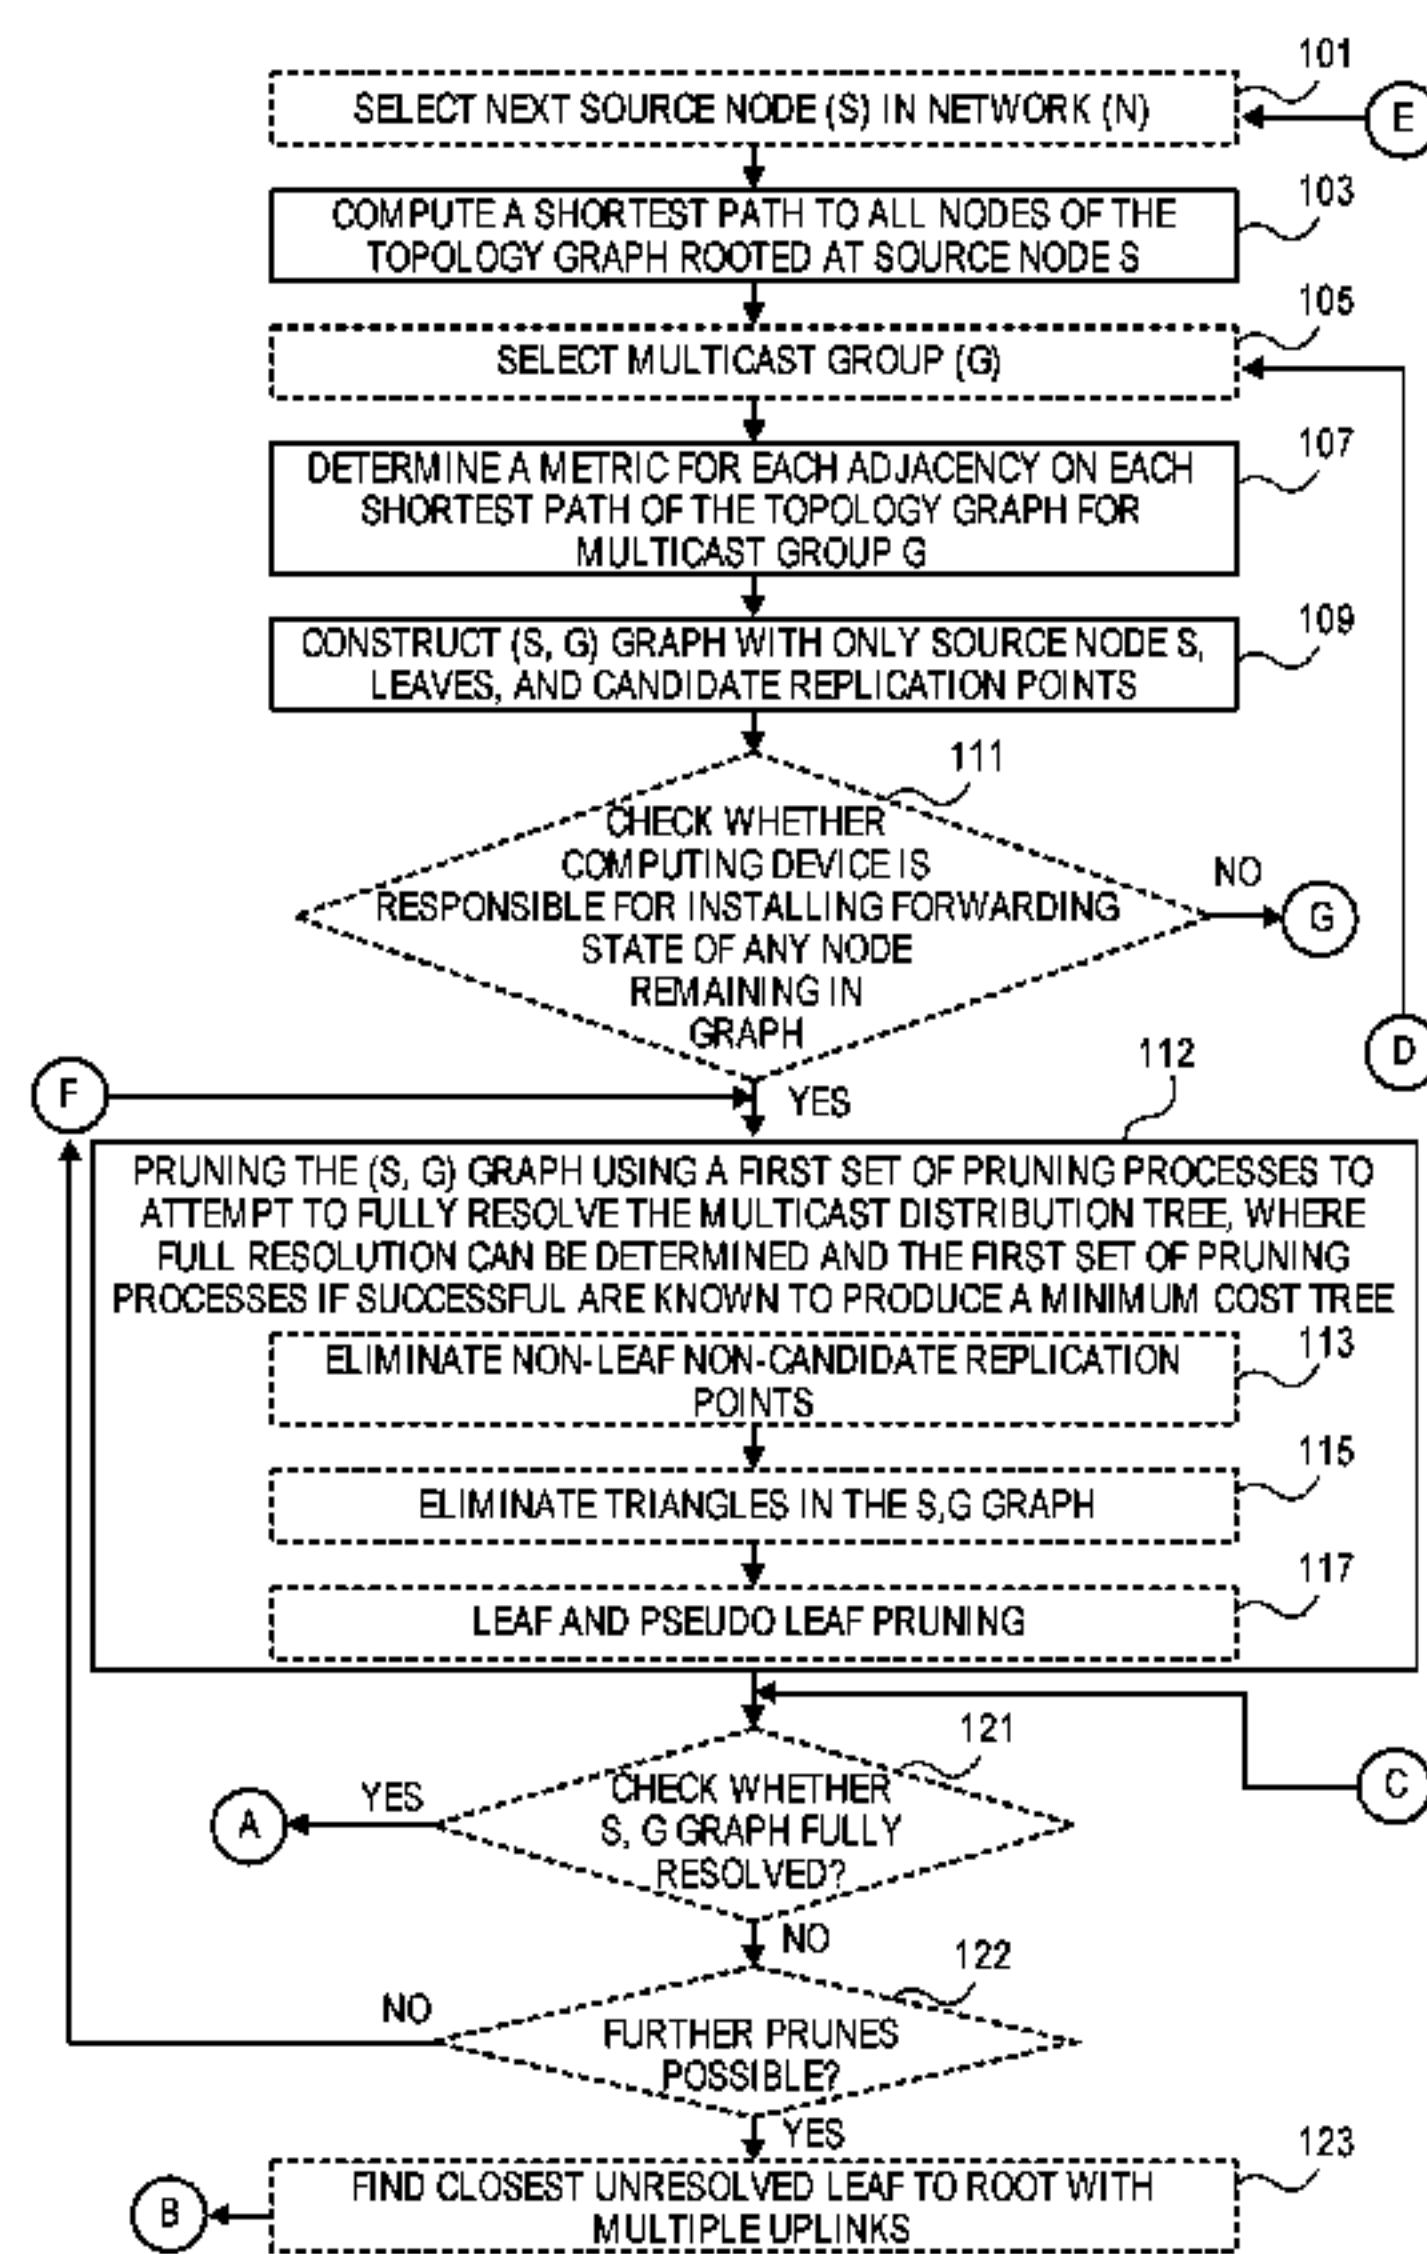 101
SELECT NEXT SOURCE NODE (S) IN NETWORK (N)
E
103
COMPUTE A SHORTEST PATH TO ALL NODES OF THE
TOPOLOGY GRAPH ROOTED AT SOURCE NODE S
105
SELECT MULTICAST GROUP (G)
107
DETERMINE A METRIC FOR EACH ADJACENCY ON EACH
SHORTEST PATH OF THE TOPOLOGY GRAPH FOR
MULTICAST GROUP G
109
CONSTRUCT (S, G) GRAPH WITH ONLY SOURCE NODE S,
LEAVES, AND CANDIDATE REPLICATION POINTS
111
CHECK WHETHER
COMPUTING DEVICE IS
RESPONSIBLE FOR INSTALLING FORWARDING
STATE OF ANY NODE
REMAINING IN
GRAPH
NO
G
D
F
YES
112
PRUNING THE (S, G) GRAPH USING A FIRST SET OF PRUNING PROCESSES TO
ATTEMPT TO FULLY RESOLVE THE MULTICAST DISTRIBUTION TREE, WHERE
FULL RESOLUTION CAN BE DETERMINED AND THE FIRST SET OF PRUNING
PROCESSES IF SUCCESSFUL ARE KNOWN TO PRODUCE A MINIMUM COST TREE
113
ELIMINATE NON-LEAF NON-CANDIDATE REPLICATION
POINTS
115
ELIMINATE TRIANGLES IN THE S,G GRAPH
117
LEAF AND PSEUDO LEAF PRUNING
121
CHECK WHETHER
S, G GRAPH FULLY
RESOLVED?
YES
A
C
NO
122
FURTHER PRUNES
POSSIBLE?
NO
YES
123
FIND CLOSEST UNRESOLVED LEAF TO ROOT WITH
MULTIPLE UPLINKS
B